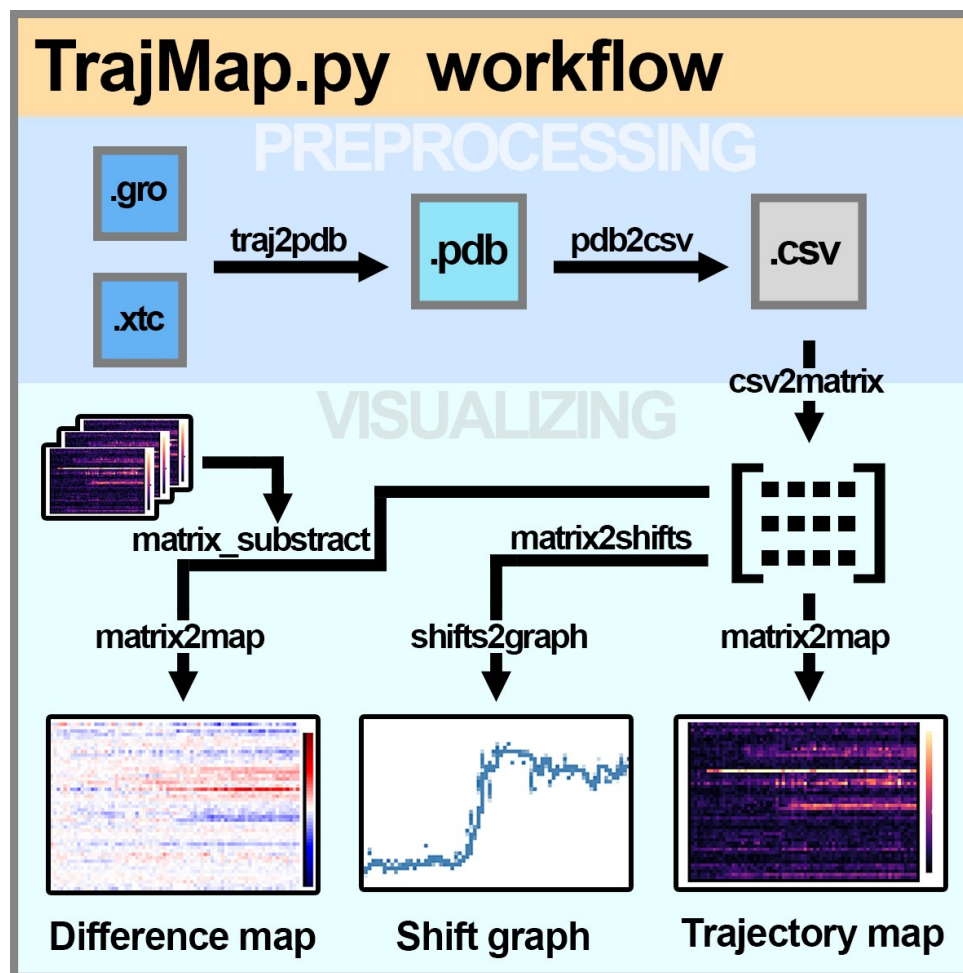 TrajMap.py workflow
PREPROCESSING
.gro
traj2pdb
.pdb
pdb2csv
.csv
.xtc
csv2matrix
VISUALIZING
matrix_substract
matrix2shifts
matrix2map
shifts2graph
matrix2map
Difference map
Shift graph
Trajectory map